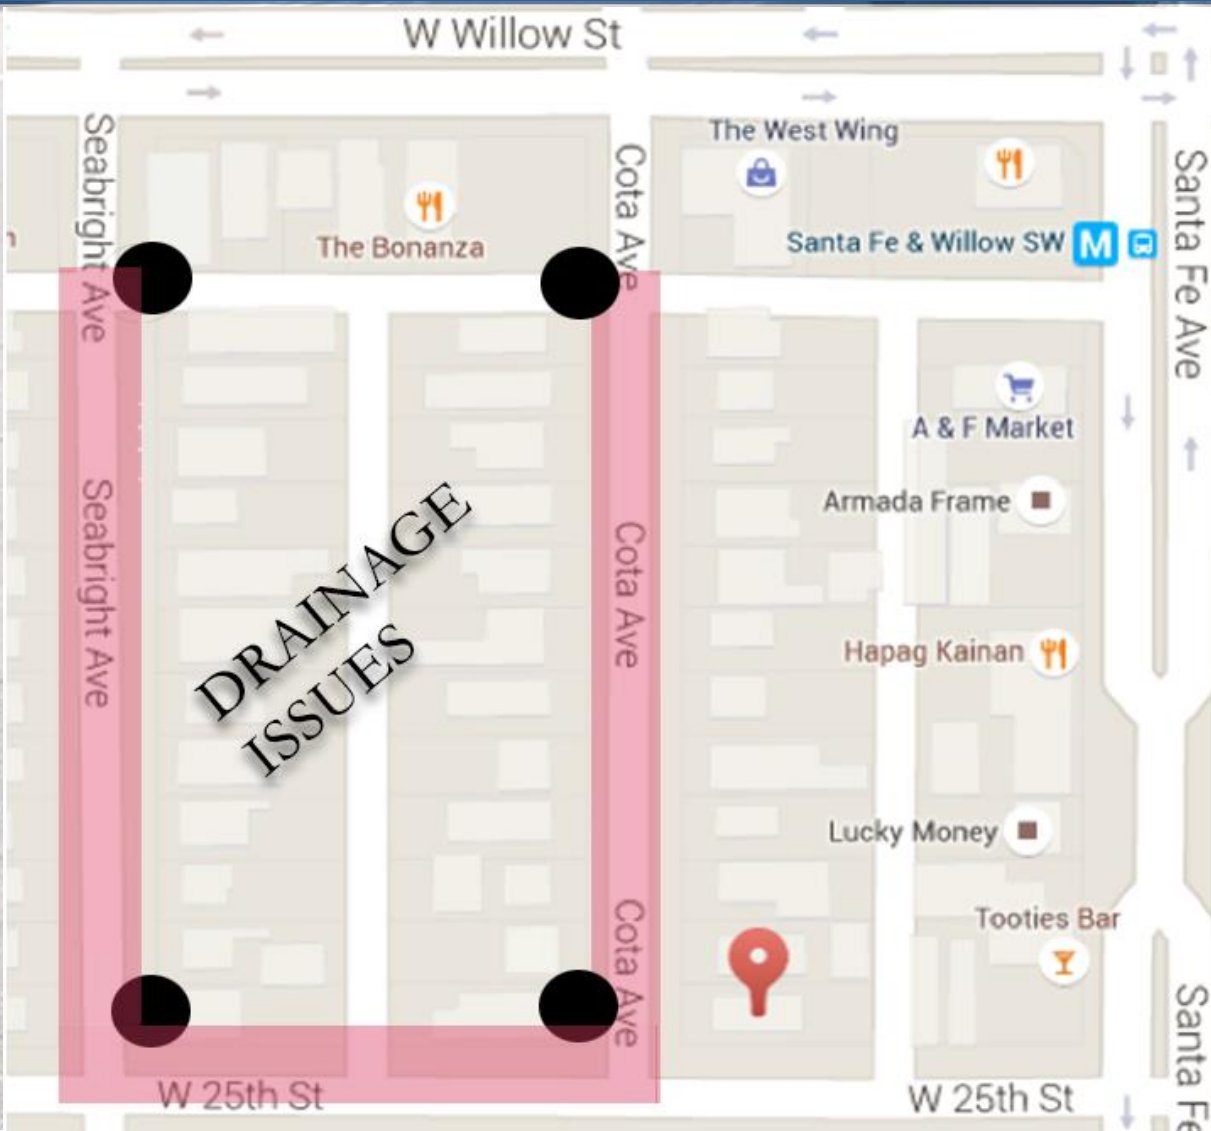 W Willow St
Seabright Ave
Cota Ave
The West Wing
Santa Fe Ave
The Bonanza
Santa Fe & Willow SW M
n
A & F Market
Seabright Ave
DRAINAGE
ISSUES
Armada Frame
Cota Ave
Hapag Kainan
Lucky Money
Cota Ave
Tooties Bar
Santa Fe
W 25th St
W 25th St